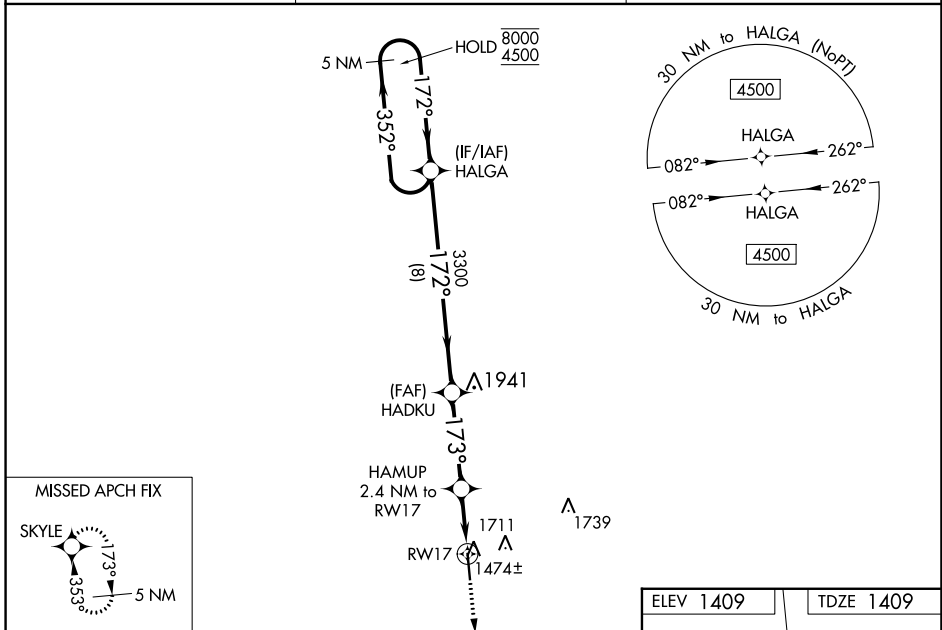 HOLD
8000
4500
5 NM
172°
352°
(IF/IAF)
HALGA
3300
172°
(8)
(FAF)
HADKU
1941
173°
HAMUP
2.4 NM to
RW17
1739
1711
RW17
1474±
30 NM to HALGA (NoPT)
4500
HALGA
082°
262°
082°
262°
HALGA
4500
30 NM to HALGA
MISSED APCH FIX
SKYLE
173°
353°
5 NM
ELEV 1409
TDZE 1409